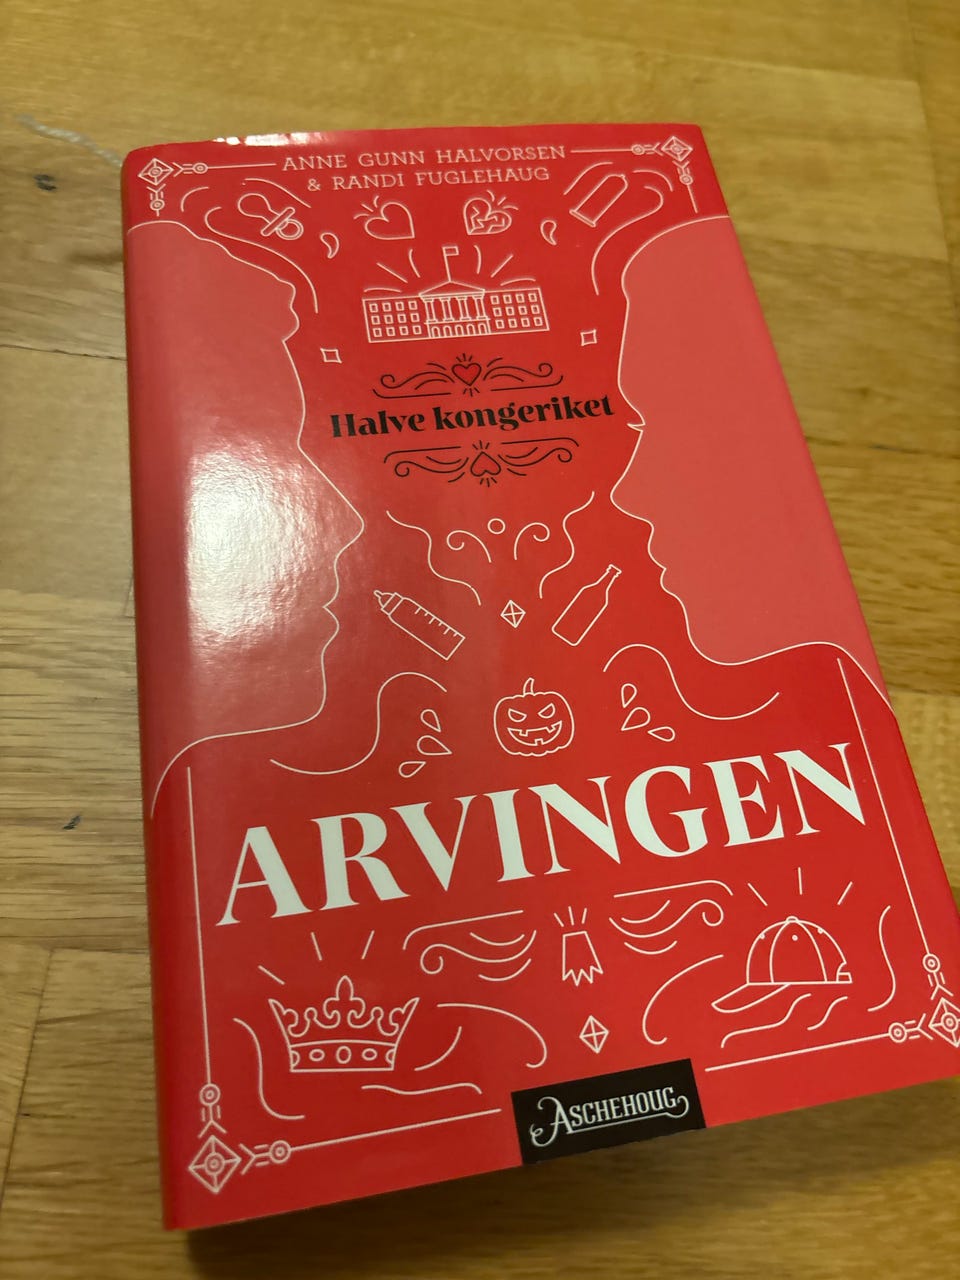 ANNE GUNN HALVORSEN
& RANDI FUGLEHAUG
Halve kongeriket
ARVINGEN
ASCHEHOUG